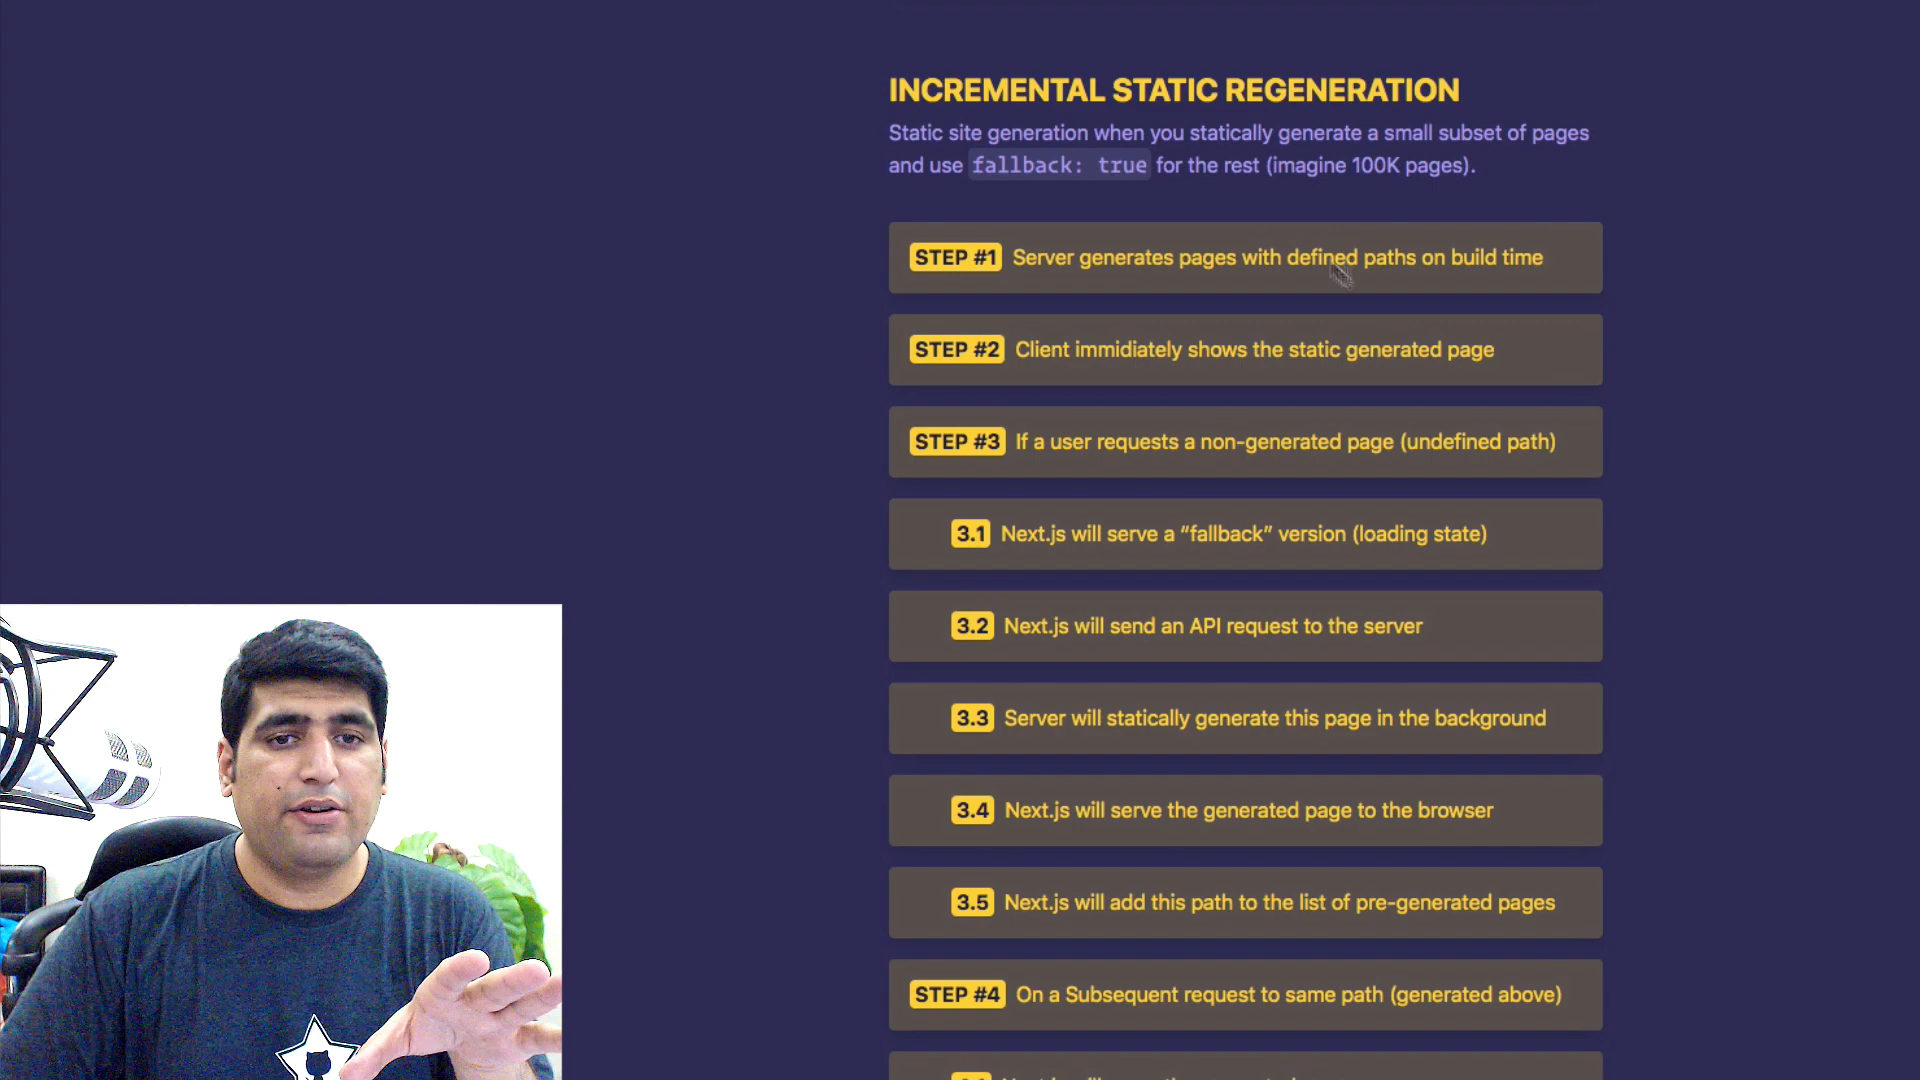 INCREMENTAL STATIC REGENERATION
Static site generation when you statically generate a small subset of pages
and use fallback: true for the rest (imagine 100K pages).
STEP #1 Server generates pages with defined paths on build time
STEP #2 Client immidiately shows the static generated page
STEP #3 If a user requests a non-generated page (undefined path)
3.1 Next.js will serve a “fallback” version (loading state)
3.2 Next.js will send an API request to the server
3.3 Server will statically generate this page in the background
3.4 Next.js will serve the generated page to the browser
3.5 Next.js will add this path to the list of pre-generated pages
STEP #4 On a Subsequent request to same path (generated above)